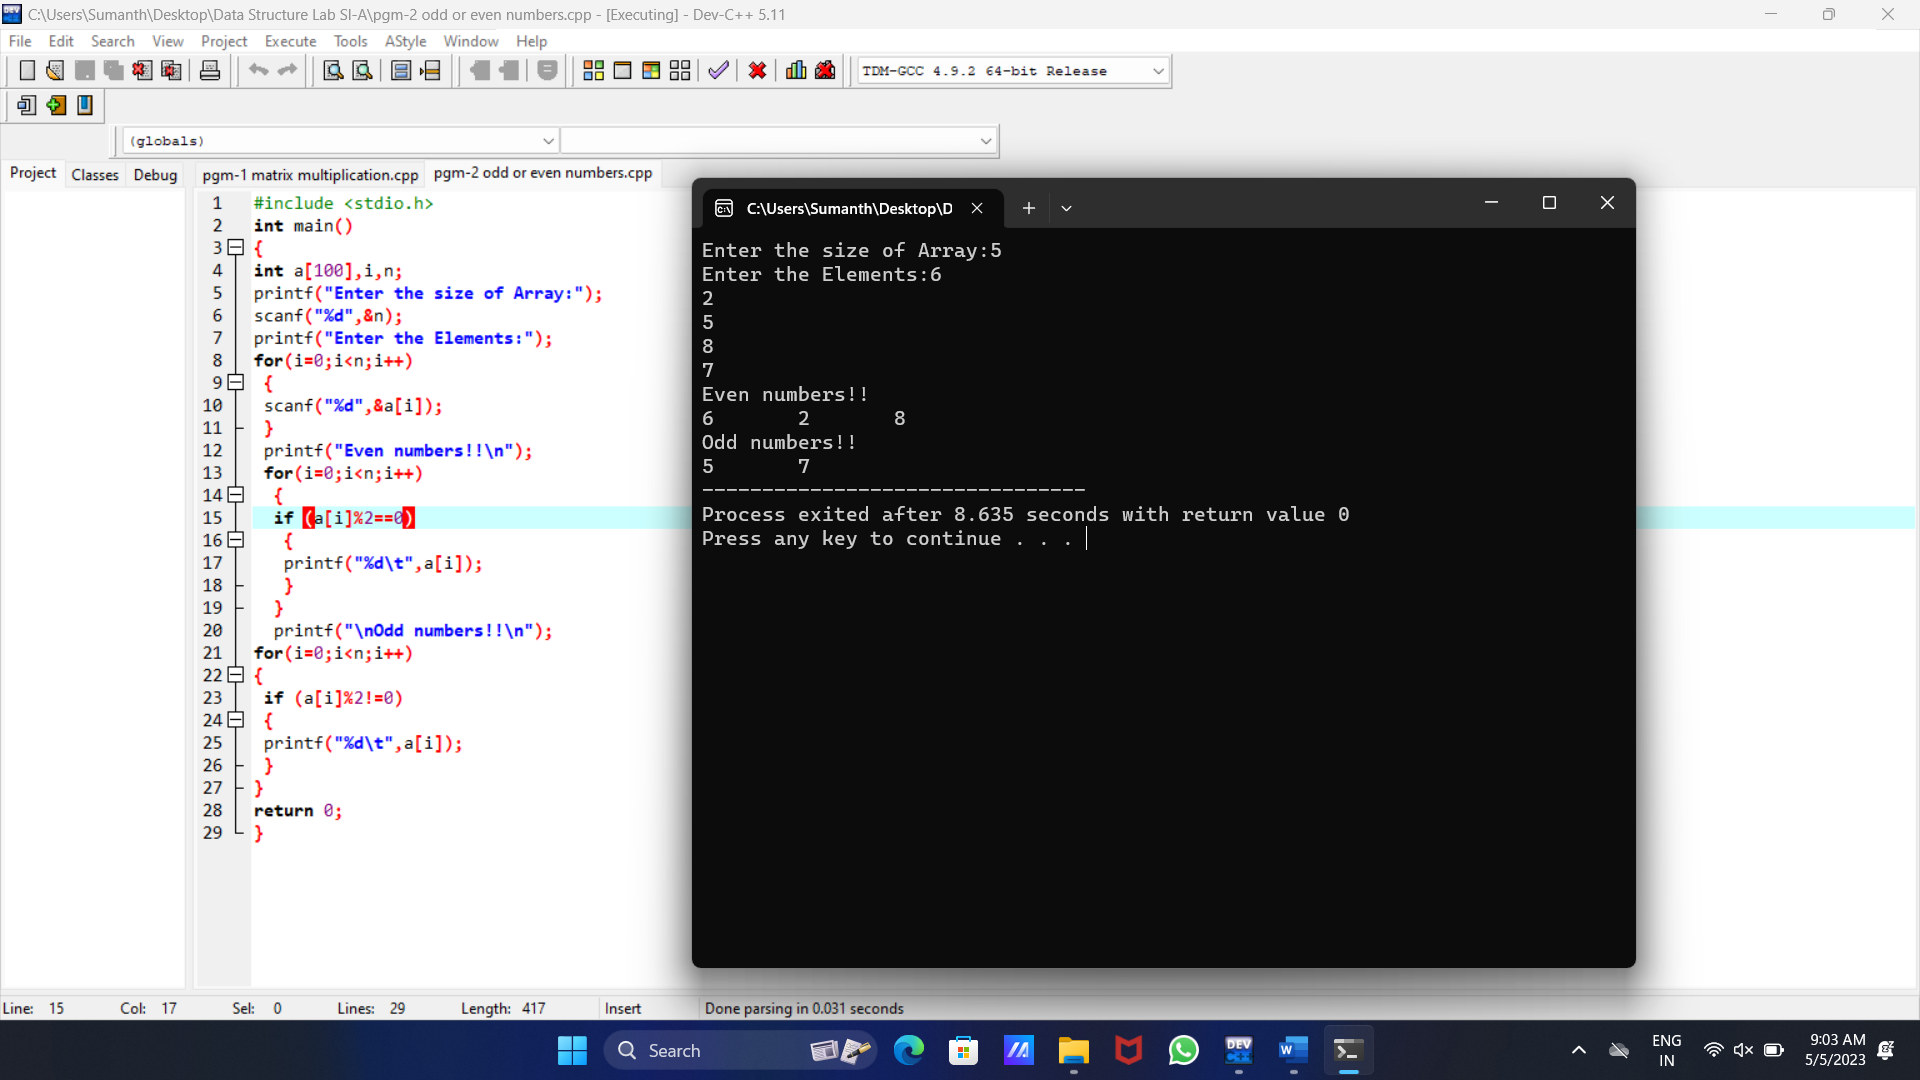 C:\Users\Sumanth\Desktop\Data Structure Lab SI-A\pgm-2 odd or even numbers.cpp - [Executing] - Dev-C++ 5.11
File Edit Search View Project Execute Tools AStyle Window Help
TDM-GCC 4.9.2 64-bit Release
(globals)
Project Classes Debug
pgm-1 matrix multiplication.cpp pgm-2 odd or even numbers.cpp
1 #include <stdio.h>
2 int main()
3 {
4 int a[100],i,n;
5 printf("Enter the size of Array:");
6 scanf("%d",&n);
7 printf("Enter the Elements:");
8 for(i=0;i<n;i++)
9 {
10 scanf("%d",&a[i]);
11 }
12 printf("Even numbers!!\n");
13 for(i=0;i<n;i++)
14 {
15 if (a[i]%2==0)
16 {
17 printf("%d\t",a[i]);
18 }
19 }
20 printf("\nOdd numbers!!\n");
21 for(i=0;i<n;i++)
22 {
23 if (a[i]%2!=0)
24 {
25 printf("%d\t",a[i]);
26 }
27 }
28 return 0;
29 }
C:\Users\Sumanth\Desktop\D
Enter the size of Array:5
Enter the Elements:6
2
5
8
7
Even numbers!!
6 2 8
Odd numbers!!
5 7
--------------------------------
Process exited after 8.635 seconds with return value 0
Press any key to continue . . .
Line: 15 Col: 17 Sel: 0 Lines: 29 Length: 417 Insert Done parsing in 0.031 seconds
Search
DEV
C++
W
ENG
IN
9:03 AM
5/5/2023